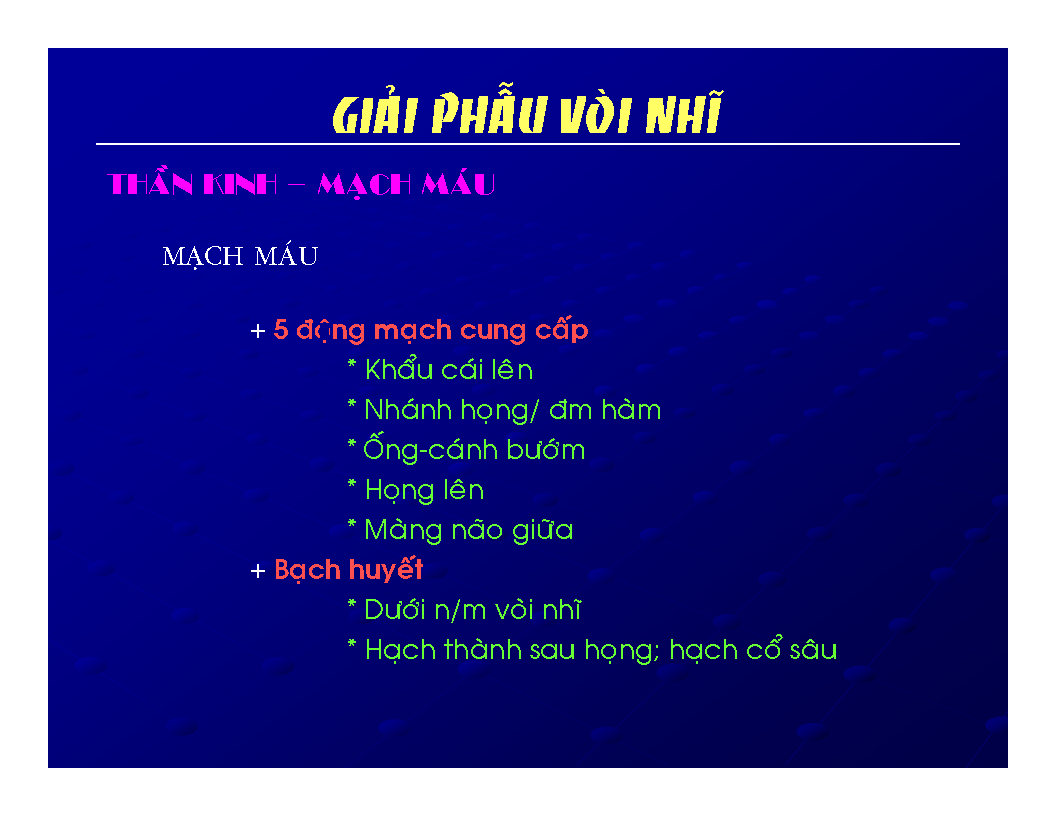 GIẢI PHẪU VÒI NHĨ
THẦN KINH – MẠCH MÁU
MẠCH MÁU
+ 5 động mạch cung cấp
* Khẩu cái lên
* Nhánh họng/ đm hàm
* Ống-cánh bướm
* Họng lên
* Màng não giữa
+ Bạch huyết
* Dưới n/m vòi nhĩ
* Hạch thành sau họng; hạch cổ sâu